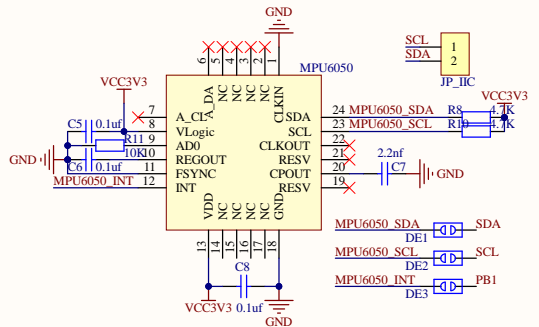 GND
MPU6050
6
5
4
3
2
1
A_DA
NC
NC
NC
NC
CLKIN
SCL
SDA
1
2
JP_IIC
VCC3V3
VCC3V3
C5 0.1uf
7 A_CL
8 VLogic
9 AD0
10 REGOUT
11 FSYNC
12 INT
R11
10K
GND
C6 0.1uf
MPU6050_INT
SDA 24 MPU6050_SDA R8 4.7K
SCL 23 MPU6050_SCL R10 4.7K
CLKOUT 22
RESV 21
CPOUT 20
RESV 19
2.2nf
C7
GND
VDD
NC
NC
NC
NC
GND
13
14
15
16
17
18
C8
0.1uf
VCC3V3
GND
MPU6050_SDA SDA
DE1
MPU6050_SCL SCL
DE2
MPU6050_INT PB1
DE3